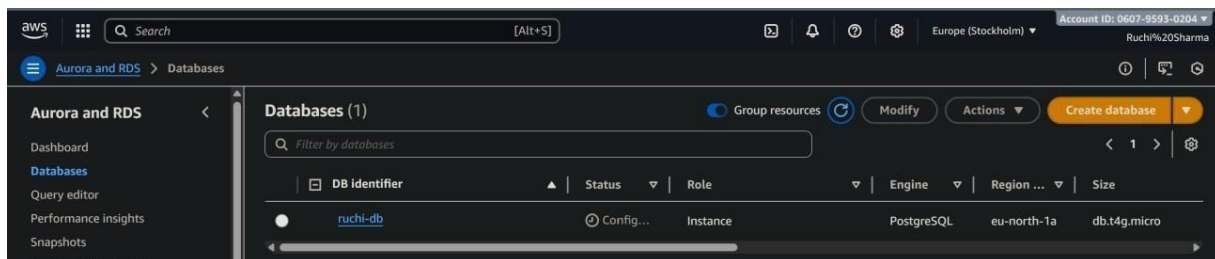 aws
Search [Alt+S]
Europe (Stockholm)
Account ID: 0607-9593-0204
Ruchi%20Sharma
Aurora and RDS > Databases
Aurora and RDS
Dashboard
Databases
Query editor
Performance insights
Snapshots
Databases (1)
Group resources Modify Actions Create database
Filter by databases
< 1 >
DB identifier Status Role Engine Region ... Size
ruchi-db Config... Instance PostgreSQL eu-north-1a db.t4g.micro